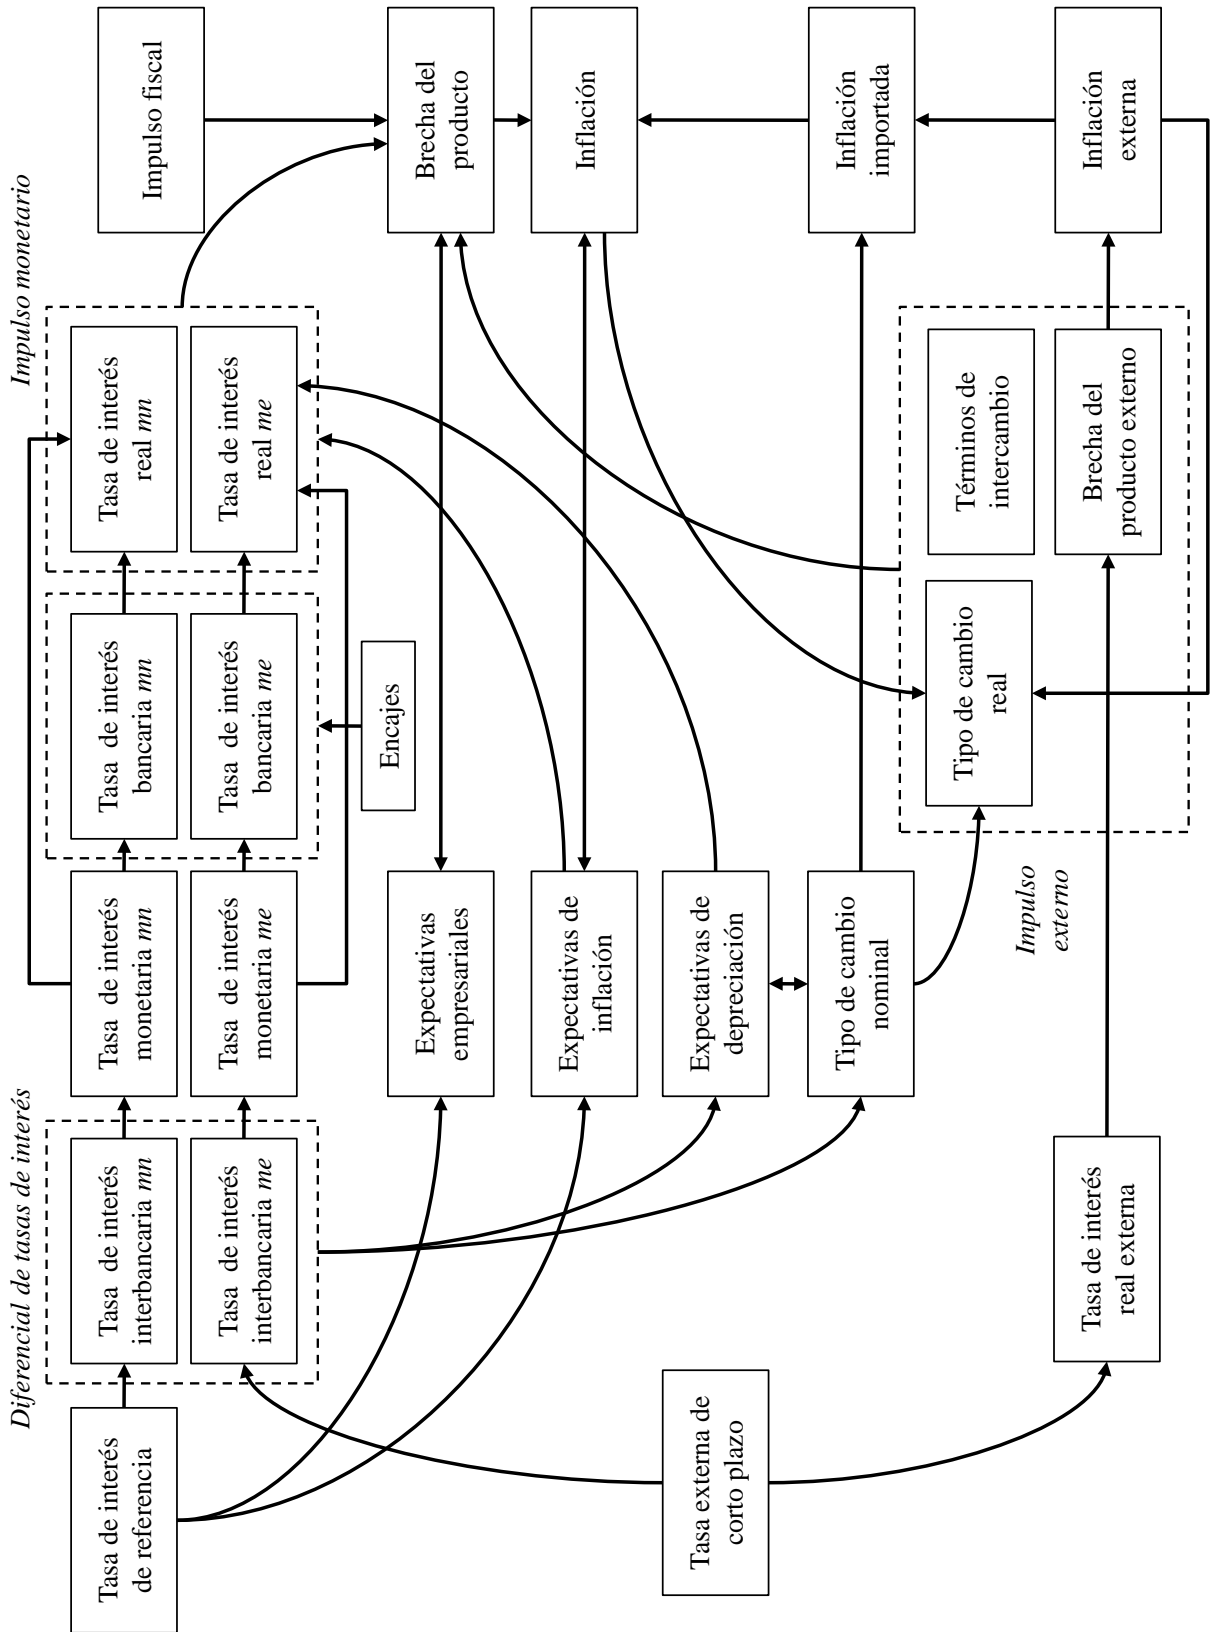 Diferencial de tasas de interés
Impulso monetario
Tasa de interés
de referencia
Tasa de interés
interbancaria mn
Tasa de interés
monetaria mn
Tasa de interés
bancaria mn
Tasa de interés
real mn
Impulso fiscal
Tasa de interés
interbancaria me
Tasa de interés
monetaria me
Tasa de interés
bancaria me
Tasa de interés
real me
Encajes
Expectativas
empresariales
Brecha del
producto
Expectativas de
inflación
Inflación
Tasa externa de
corto plazo
Expectativas de
depreciación
Tipo de cambio
nominal
Inflación
importada
Tipo de cambio
real
Términos de
intercambio
Impulso
externo
Tasa de interés
real externa
Brecha del
producto externo
Inflación
externa